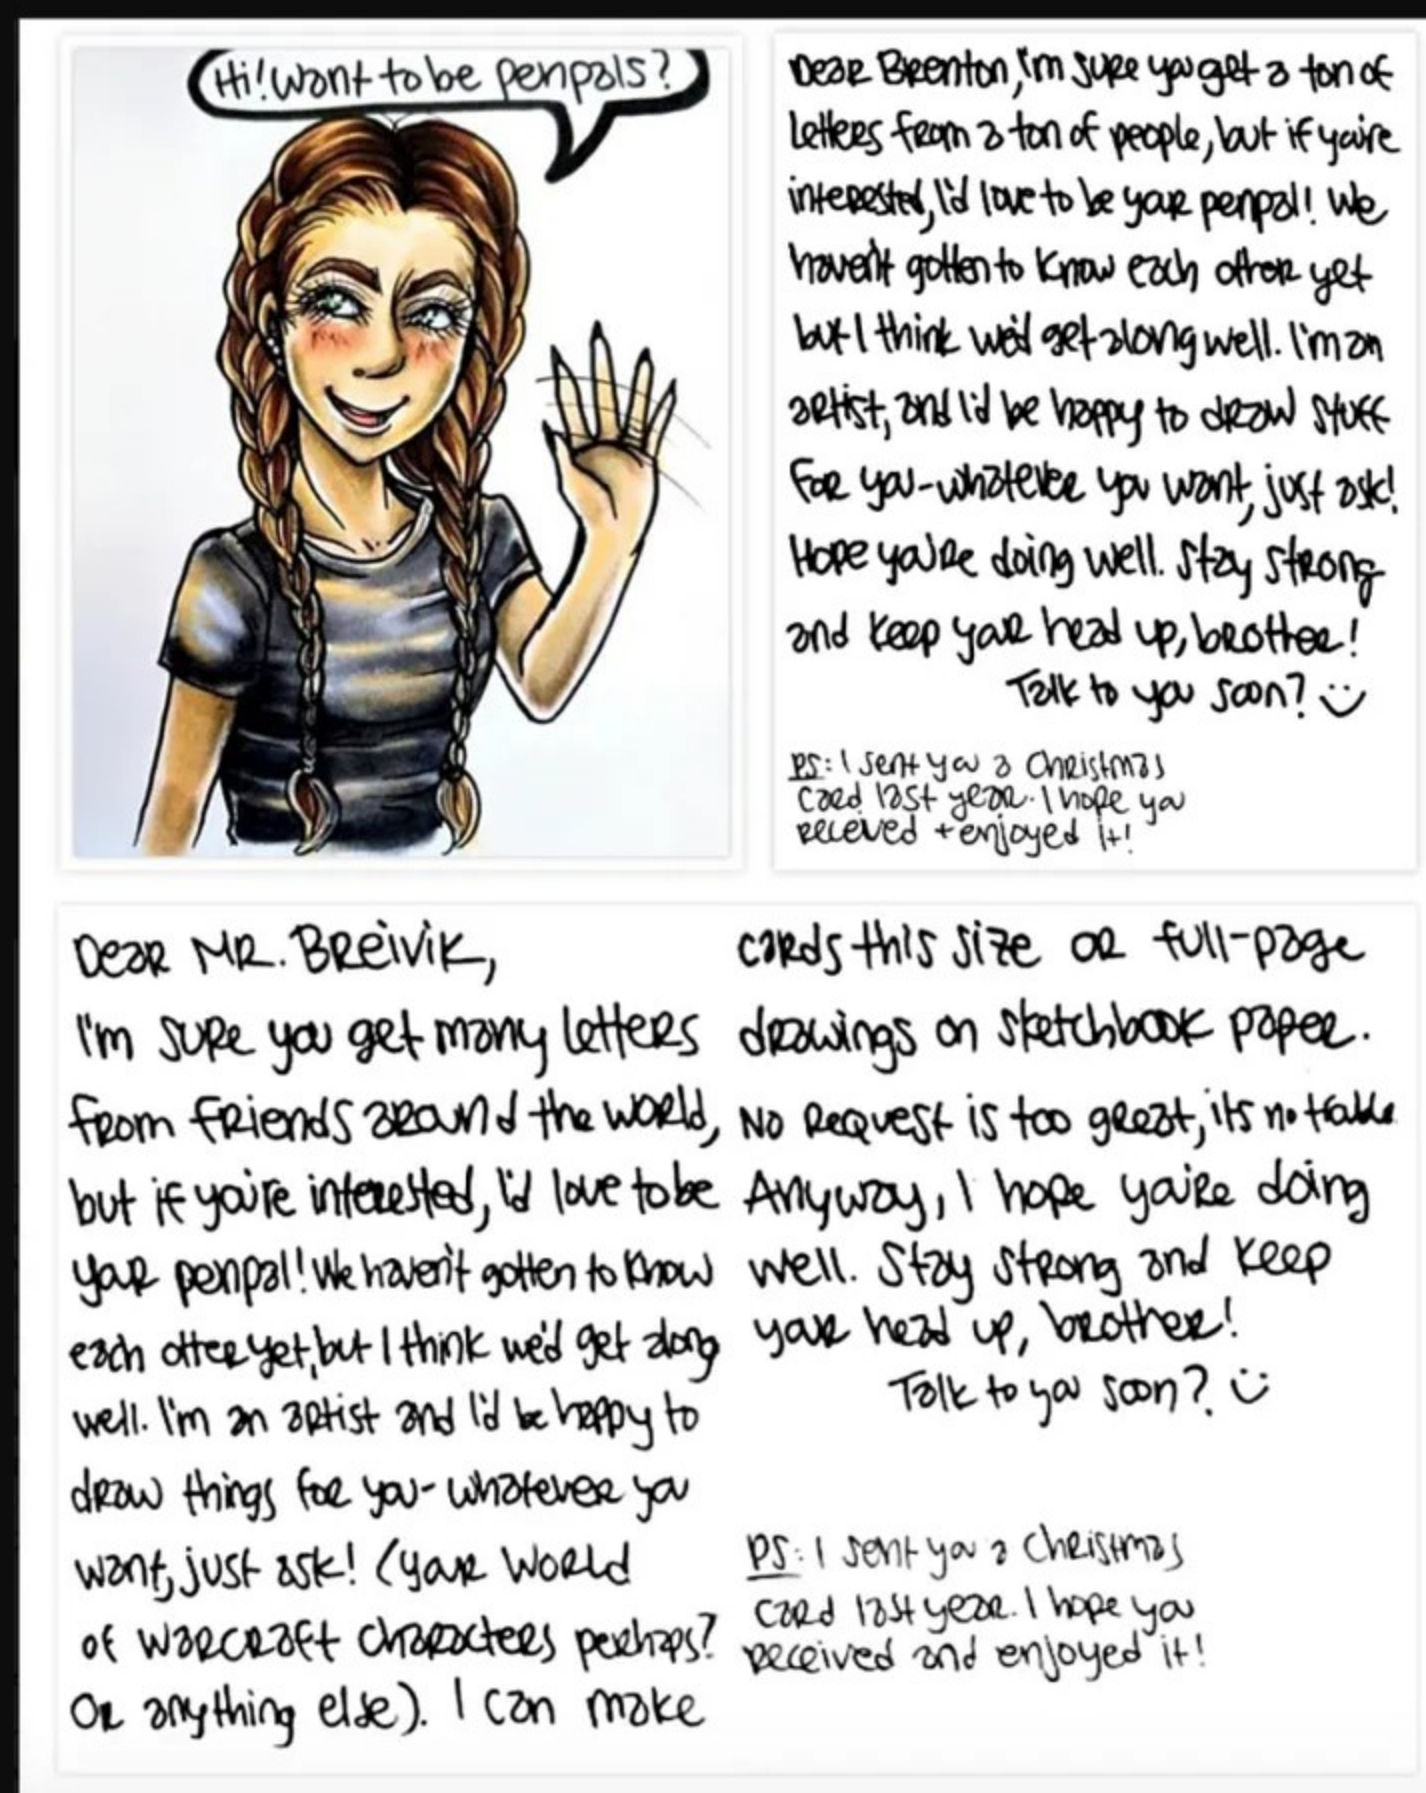 Hi! Want to be penpals?
Dear Brenton, I'm sure you get a ton of
letters from a ton of people, but if you're
interested, I'd love to be your penpal! We
haven't gotten to know each other yet
but I think we'd get along well. I'm an
artist, and I'd be happy to draw stuff
for you-whatever you want, just ask!
Hope you're doing well. Stay strong
and keep your head up, brother!
Talk to you soon? :)
PS: I sent you a Christmas
card last year. I hope you
received + enjoyed it!
Dear Mr. Breivik,
I'm sure you get many letters
from friends around the world,
but if you're interested, I'd love to be
your penpal! We haven't gotten to know
each other yet, but I think we'd get along
well. I'm an artist and I'd be happy to
draw things for you- whatever you
want, just ask! (your World
of Warcraft characters perhaps?
Or anything else). I can make
cards this size or full-page
drawings on sketchbook paper.
No request is too great, it's no trouble
Anyway, I hope you're doing
well. Stay strong and keep
your head up, brother!
Talk to you soon? :)
PS: I sent you a Christmas
card last year. I hope you
received and enjoyed it!